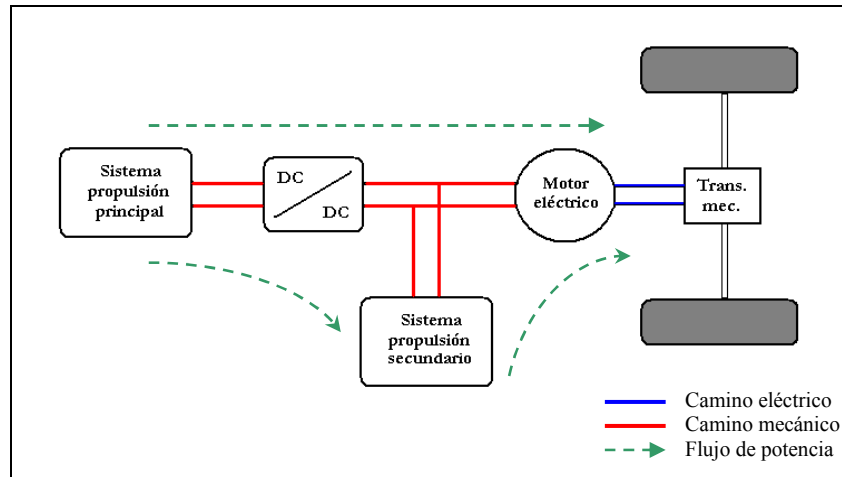 Sistema
propulsión
principal
DC
DC
Motor
eléctrico
Trans.
mec.
Sistema
propulsión
secundario
Camino eléctrico
Camino mecánico
Flujo de potencia